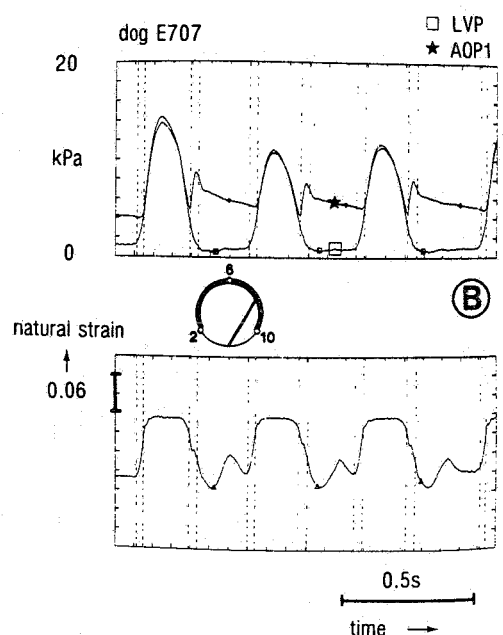 dog E707
□ LVP
★ AOP1
20
kPa
0
6
2
10
B
natural strain
0.06
0.5s
time →